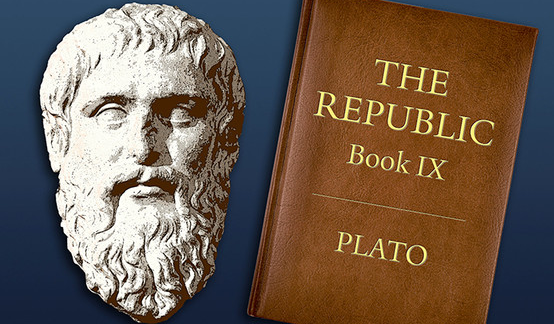 THE
REPUBLIC
Book IX
PLATO